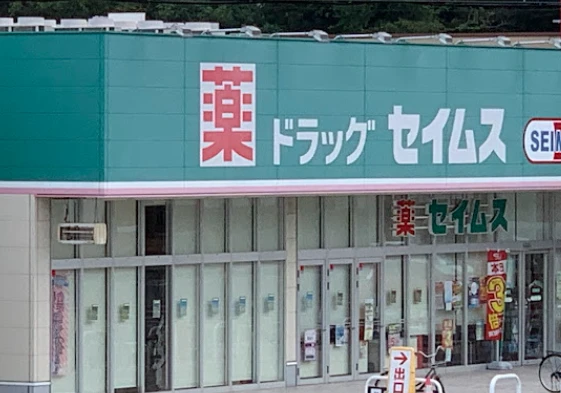 薬 ドラッグ セイムス
SEIM
薬 セイムス
出口